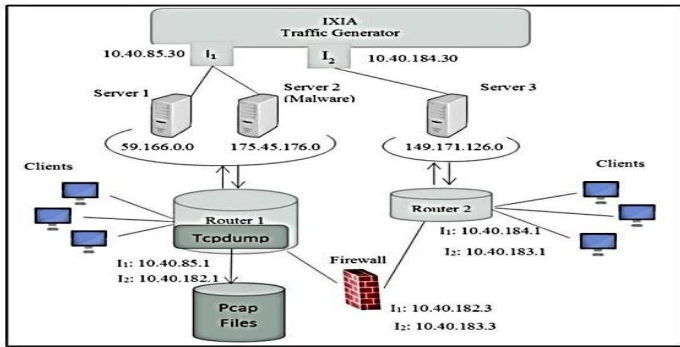 IXIA
Traffic Generator
10.40.85.30
I₁
I₂
10.40.184.30
Server 1
Server 2
(Malware)
Server 3
59.166.0.0
175.45.176.0
149.171.126.0
Clients
Clients
Router 1
Tcpdump
Router 2
I₁: 10.40.85.1
I₂: 10.40.182.1
Firewall
I₁: 10.40.184.1
I₂: 10.40.183.1
Pcap
Files
I₁: 10.40.182.3
I₂: 10.40.183.3